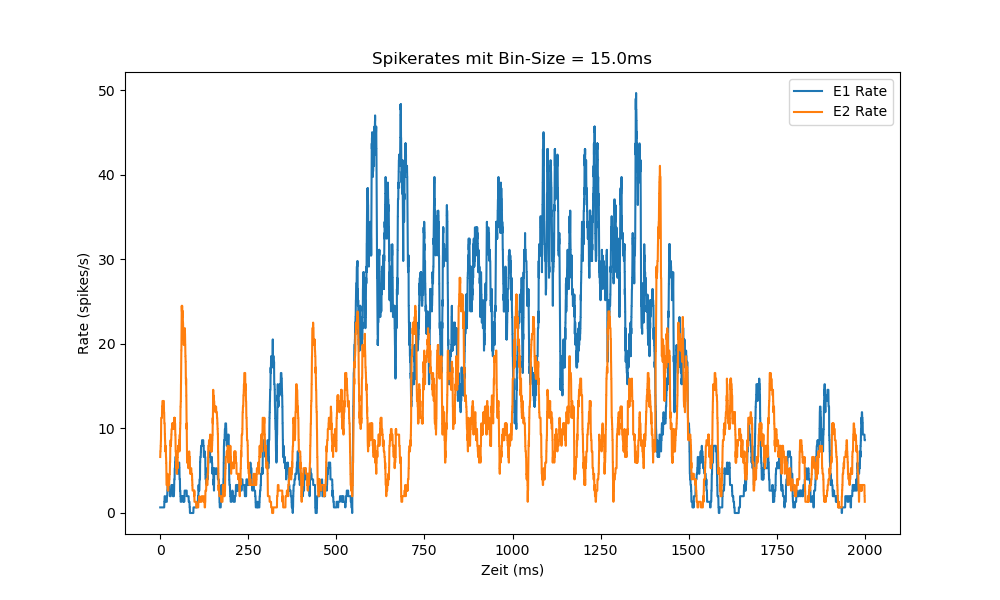 Spikerates mit Bin-Size = 15.0ms
E1 Rate
E2 Rate
Rate (spikes/s)
50
40
30
20
10
0
0 250 500 750 1000 1250 1500 1750 2000
Zeit (ms)